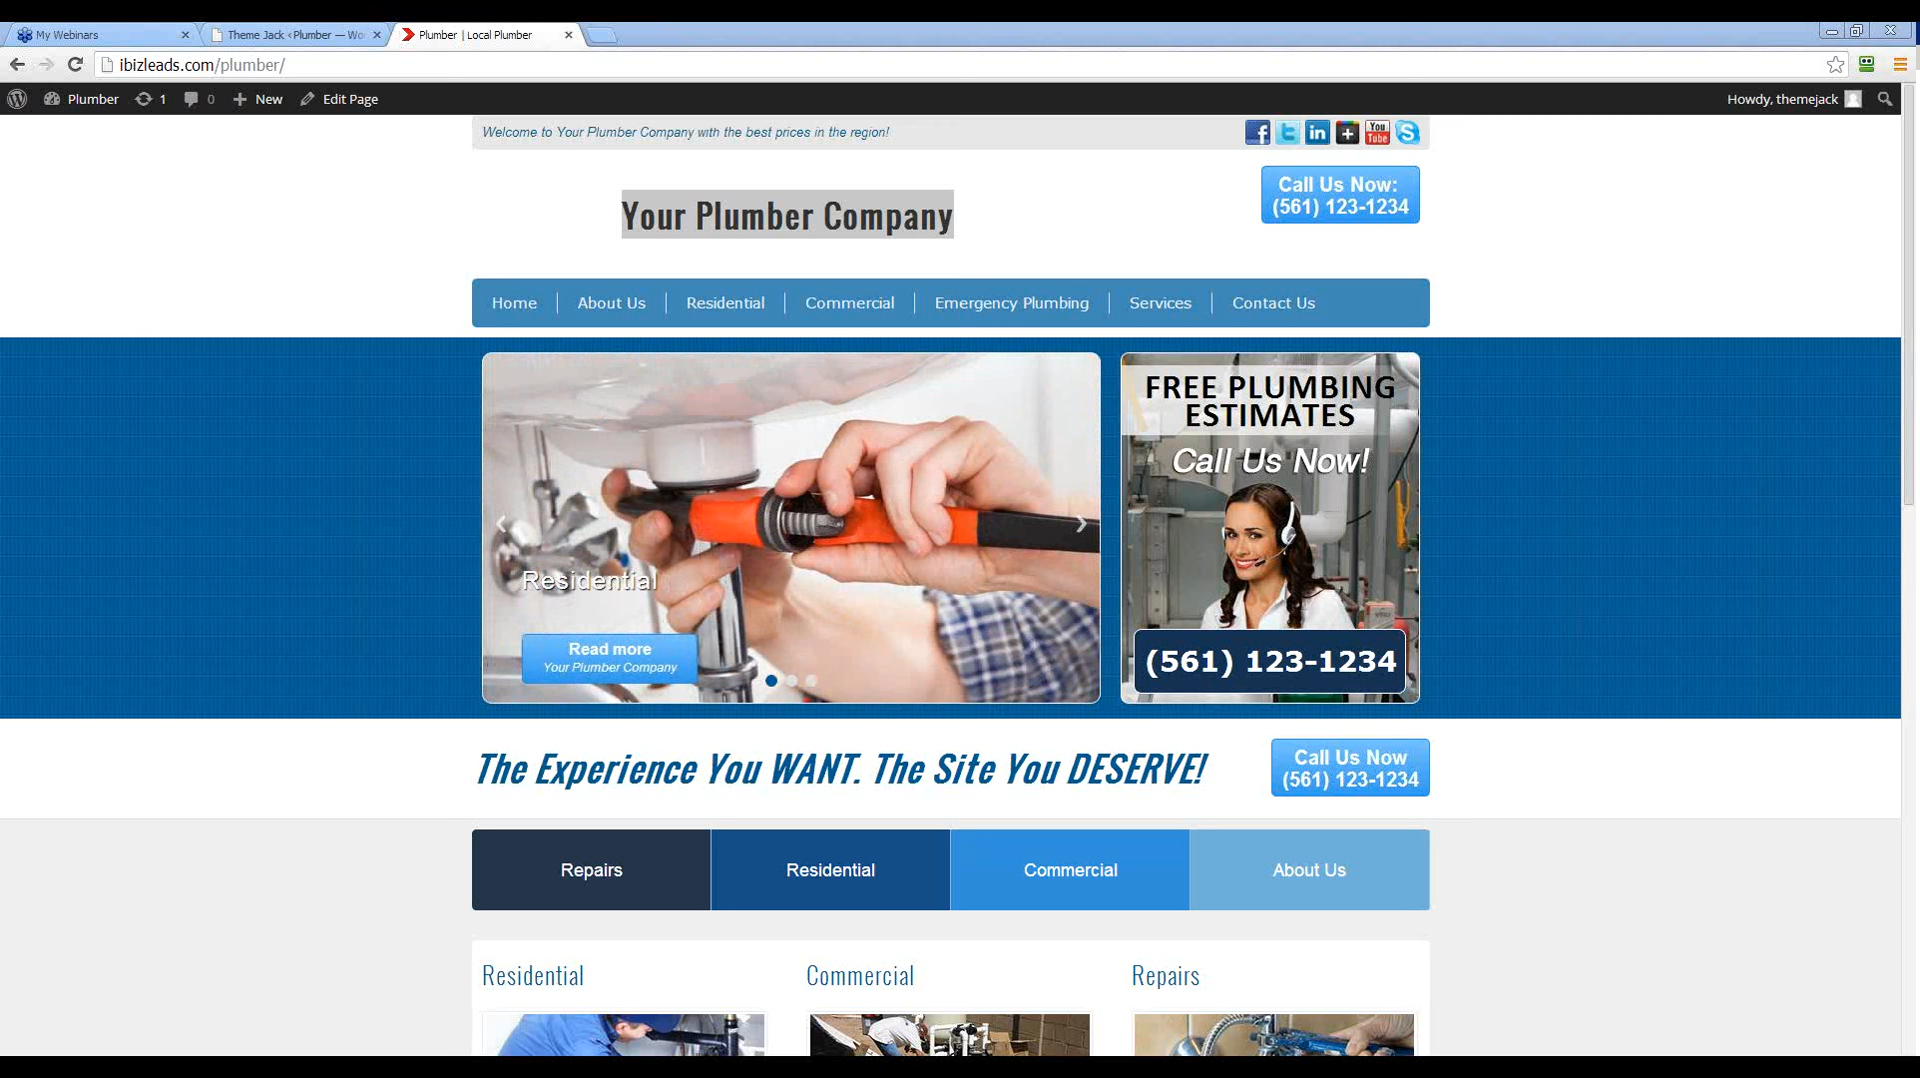 My Webinars
Theme Jack ‹ Plumber — Wo
Plumber | Local Plumber
ibizleads.com/plumber/
Plumber 1 0 New Edit Page
Howdy, themejack
Welcome to Your Plumber Company with the best prices in the region!
You
Tube
Call Us Now:
(561) 123-1234
Your Plumber Company
Home About Us Residential Commercial Emergency Plumbing Services Contact Us
FREE PLUMBING
ESTIMATES
Call Us Now!
Residential
Read more
Your Plumber Company
(561) 123-1234
The Experience You WANT. The Site You DESERVE!
Call Us Now
(561) 123-1234
Repairs Residential Commercial About Us
Residential Commercial Repairs